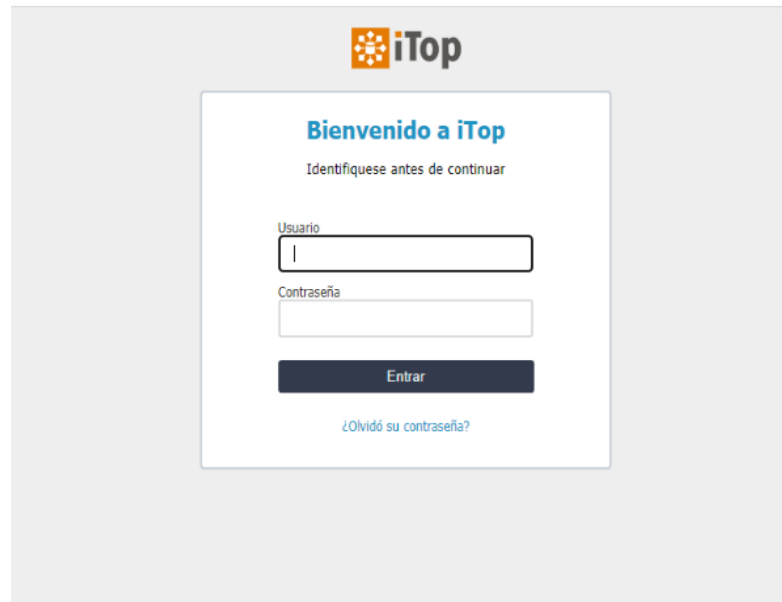 iTop
Bienvenido a iTop
Identifiquese antes de continuar
Usuario
Contraseña
Entrar
¿Olvidó su contraseña?